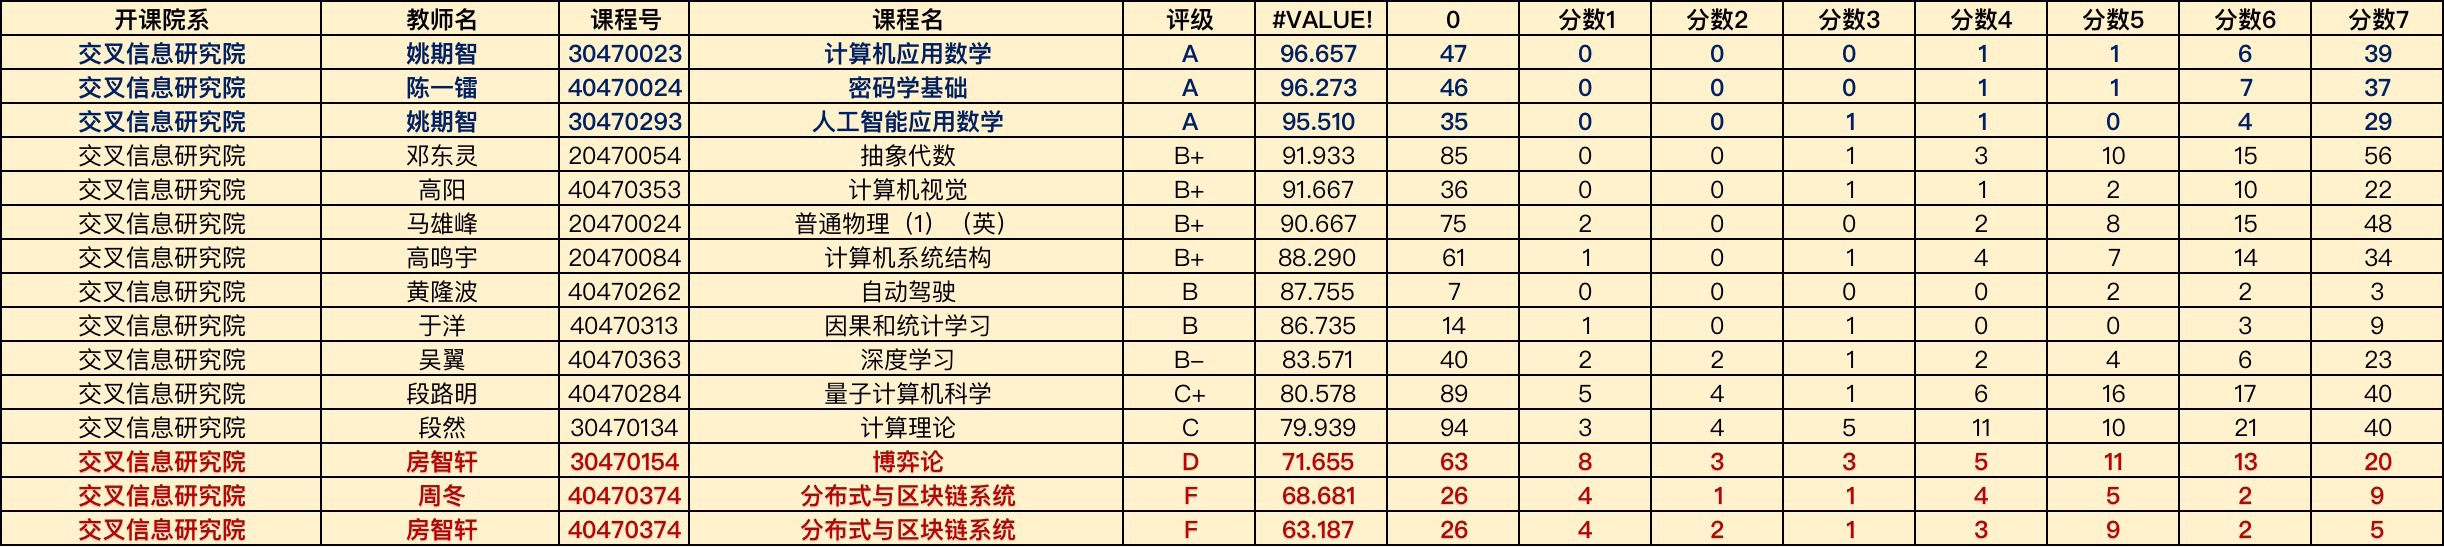 开课院系 教师名 课程号 课程名 评级 #VALUE! 0 分数1 分数2 分数3 分数4 分数5 分数6 分数7
交叉信息研究院 姚期智 30470023 计算机应用数学 A 96.657 47 0 0 0 1 1 6 39
交叉信息研究院 陈一镭 40470024 密码学基础 A 96.273 46 0 0 0 1 1 7 37
交叉信息研究院 姚期智 30470293 人工智能应用数学 A 95.510 35 0 0 1 1 0 4 29
交叉信息研究院 邓东灵 20470054 抽象代数 B+ 91.933 85 0 0 1 3 10 15 56
交叉信息研究院 高阳 40470353 计算机视觉 B+ 91.667 36 0 0 1 1 2 10 22
交叉信息研究院 马雄峰 20470024 普通物理（1）（英） B+ 90.667 75 2 0 0 2 8 15 48
交叉信息研究院 高鸣宇 20470084 计算机系统结构 B+ 88.290 61 1 0 1 4 7 14 34
交叉信息研究院 黄隆波 40470262 自动驾驶 B 87.755 7 0 0 0 0 2 2 3
交叉信息研究院 于洋 40470313 因果和统计学习 B 86.735 14 1 0 1 0 0 3 9
交叉信息研究院 吴翼 40470363 深度学习 B− 83.571 40 2 2 1 2 4 6 23
交叉信息研究院 段路明 40470284 量子计算机科学 C+ 80.578 89 5 4 1 6 16 17 40
交叉信息研究院 段然 30470134 计算理论 C 79.939 94 3 4 5 11 10 21 40
交叉信息研究院 房智轩 30470154 博弈论 D 71.655 63 8 3 3 5 11 13 20
交叉信息研究院 周冬 40470374 分布式与区块链系统 F 68.681 26 4 1 1 4 5 2 9
交叉信息研究院 房智轩 40470374 分布式与区块链系统 F 63.187 26 4 2 1 3 9 2 5